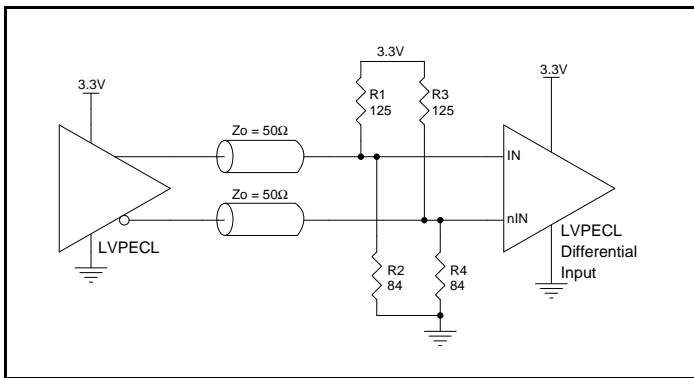 3.3V
3.3V
3.3V
R1
125
R3
125
Zo = 50Ω
IN
Zo = 50Ω
nIN
LVPECL
LVPECL
Differential
Input
R2
84
R4
84